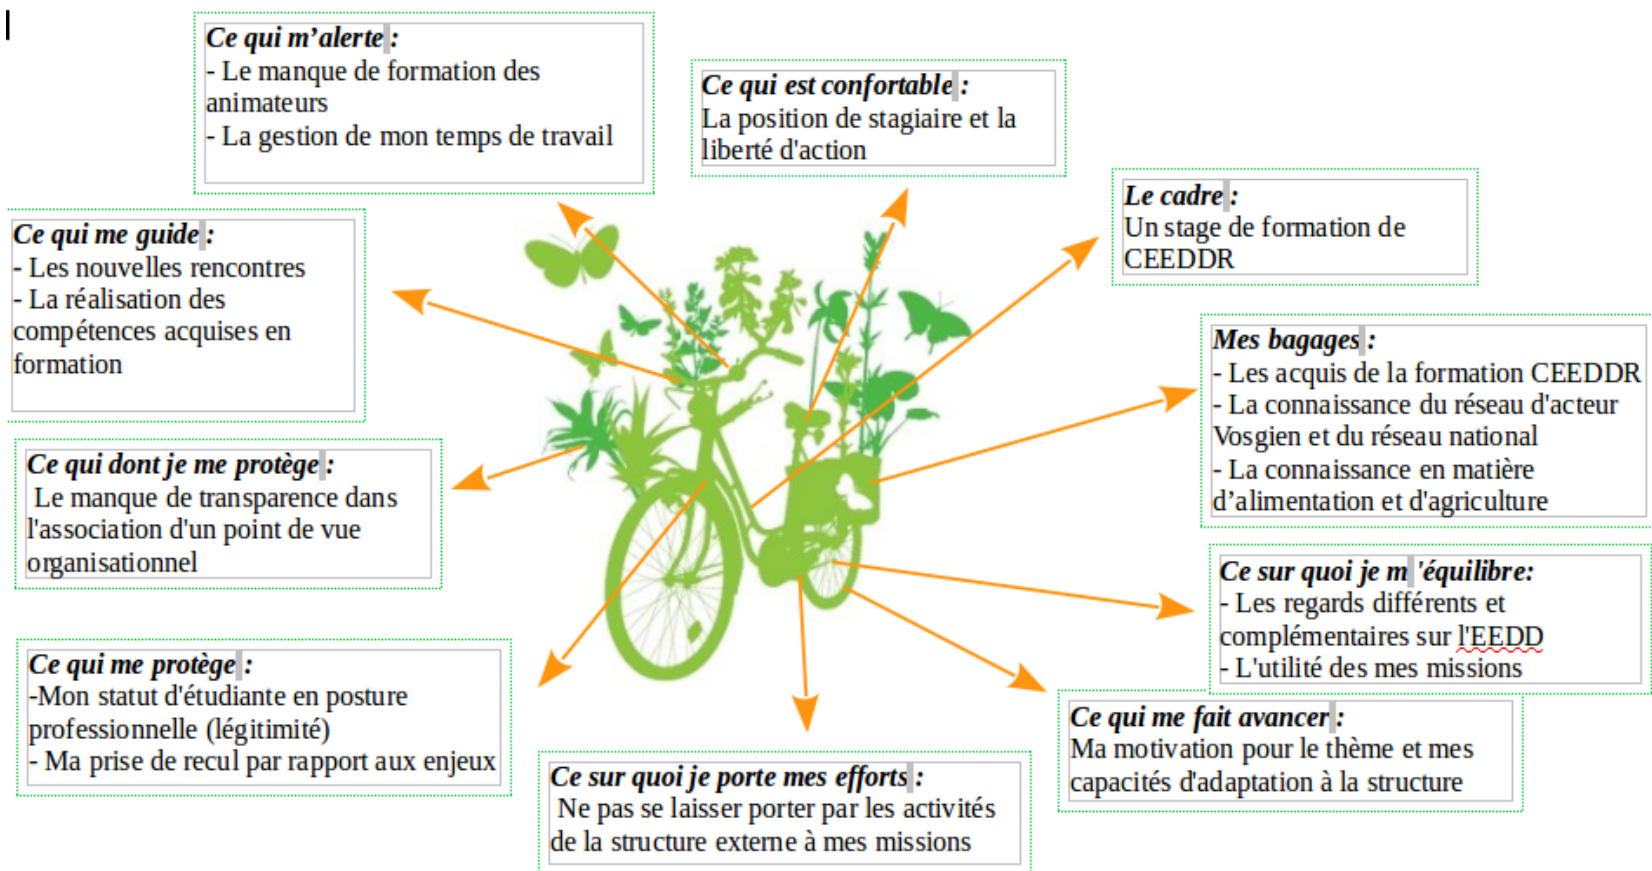 Ce qui m’alerte :
- Le manque de formation des
animateurs
- La gestion de mon temps de travail
Ce qui est confortable :
La position de stagiaire et la
liberté d'action
Le cadre :
Un stage de formation de
CEEDDR
Ce qui me guide :
- Les nouvelles rencontres
- La réalisation des
compétences acquises en
formation
Mes bagages :
- Les acquis de la formation CEEDDR
- La connaissance du réseau d'acteur
Vosgien et du réseau national
- La connaissance en matière
d’alimentation et d'agriculture
Ce qui dont je me protège :
Le manque de transparence dans
l'association d'un point de vue
organisationnel
Ce sur quoi je m 'équilibre:
- Les regards différents et
complémentaires sur l'EEDD
- L'utilité des mes missions
Ce qui me protège :
-Mon statut d'étudiante en posture
professionnelle (légitimité)
- Ma prise de recul par rapport aux enjeux
Ce qui me fait avancer :
Ma motivation pour le thème et mes
capacités d'adaptation à la structure
Ce sur quoi je porte mes efforts :
Ne pas se laisser porter par les activités
de la structure externe à mes missions